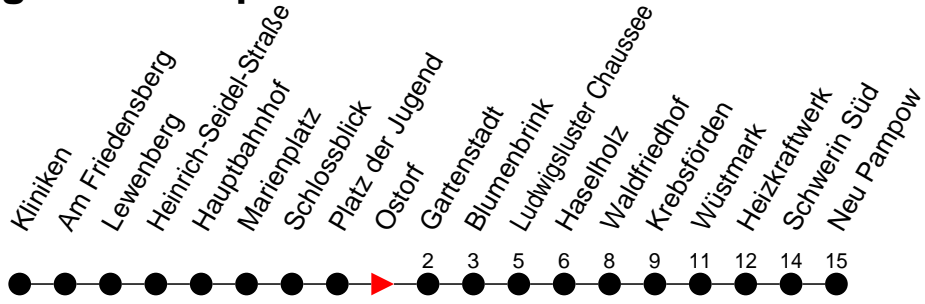 Kliniken
Am Friedensberg
Lewenberg
Heinrich-Seidel-Straße
Hauptbahnhof
Marienplatz
Schlossblick
Platz der Jugend
Ostorf
Gartenstadt
Blumenbrink
Ludwigsluster Chaussee
Haselholz
Waldfriedhof
Krebsförden
Wüstmark
Heizkraftwerk
Schwerin Süd
Neu Pampow
2 3 5 6 8 9 11 12 14 15